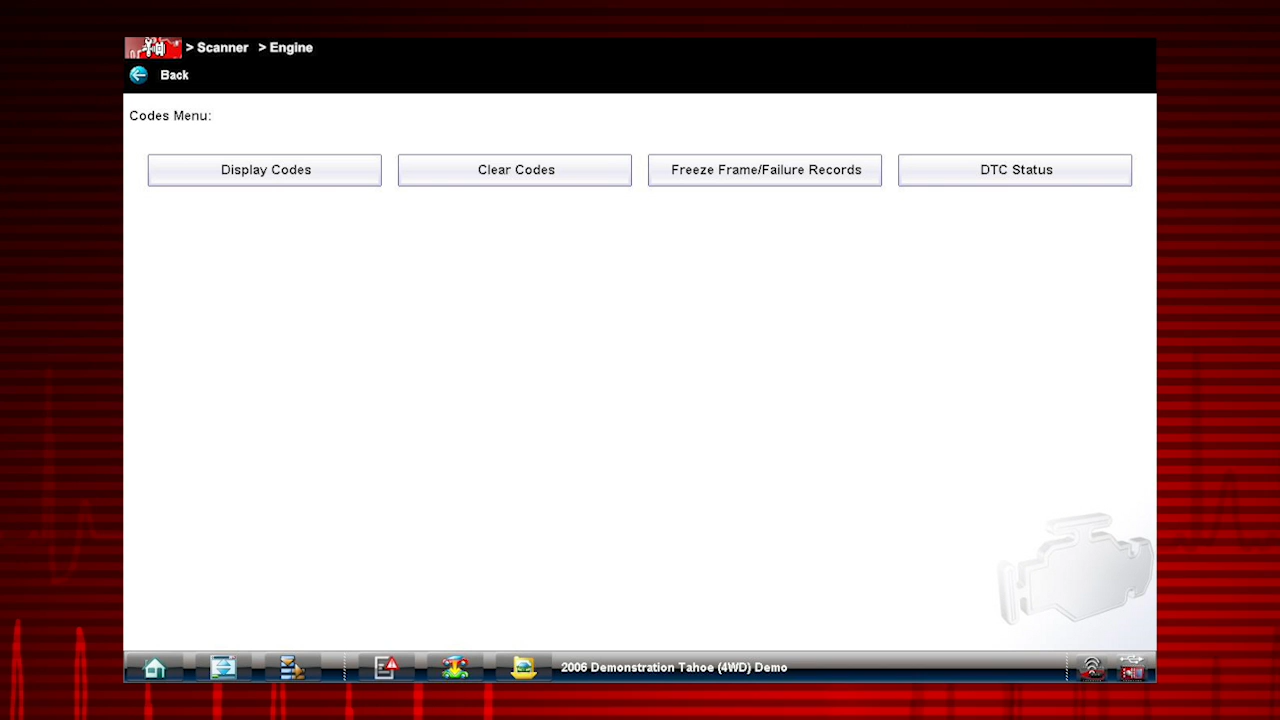 > Scanner > Engine
Back
Codes Menu:
Display Codes
Clear Codes
Freeze Frame/Failure Records
DTC Status
2006 Demonstration Tahoe (4WD) Demo